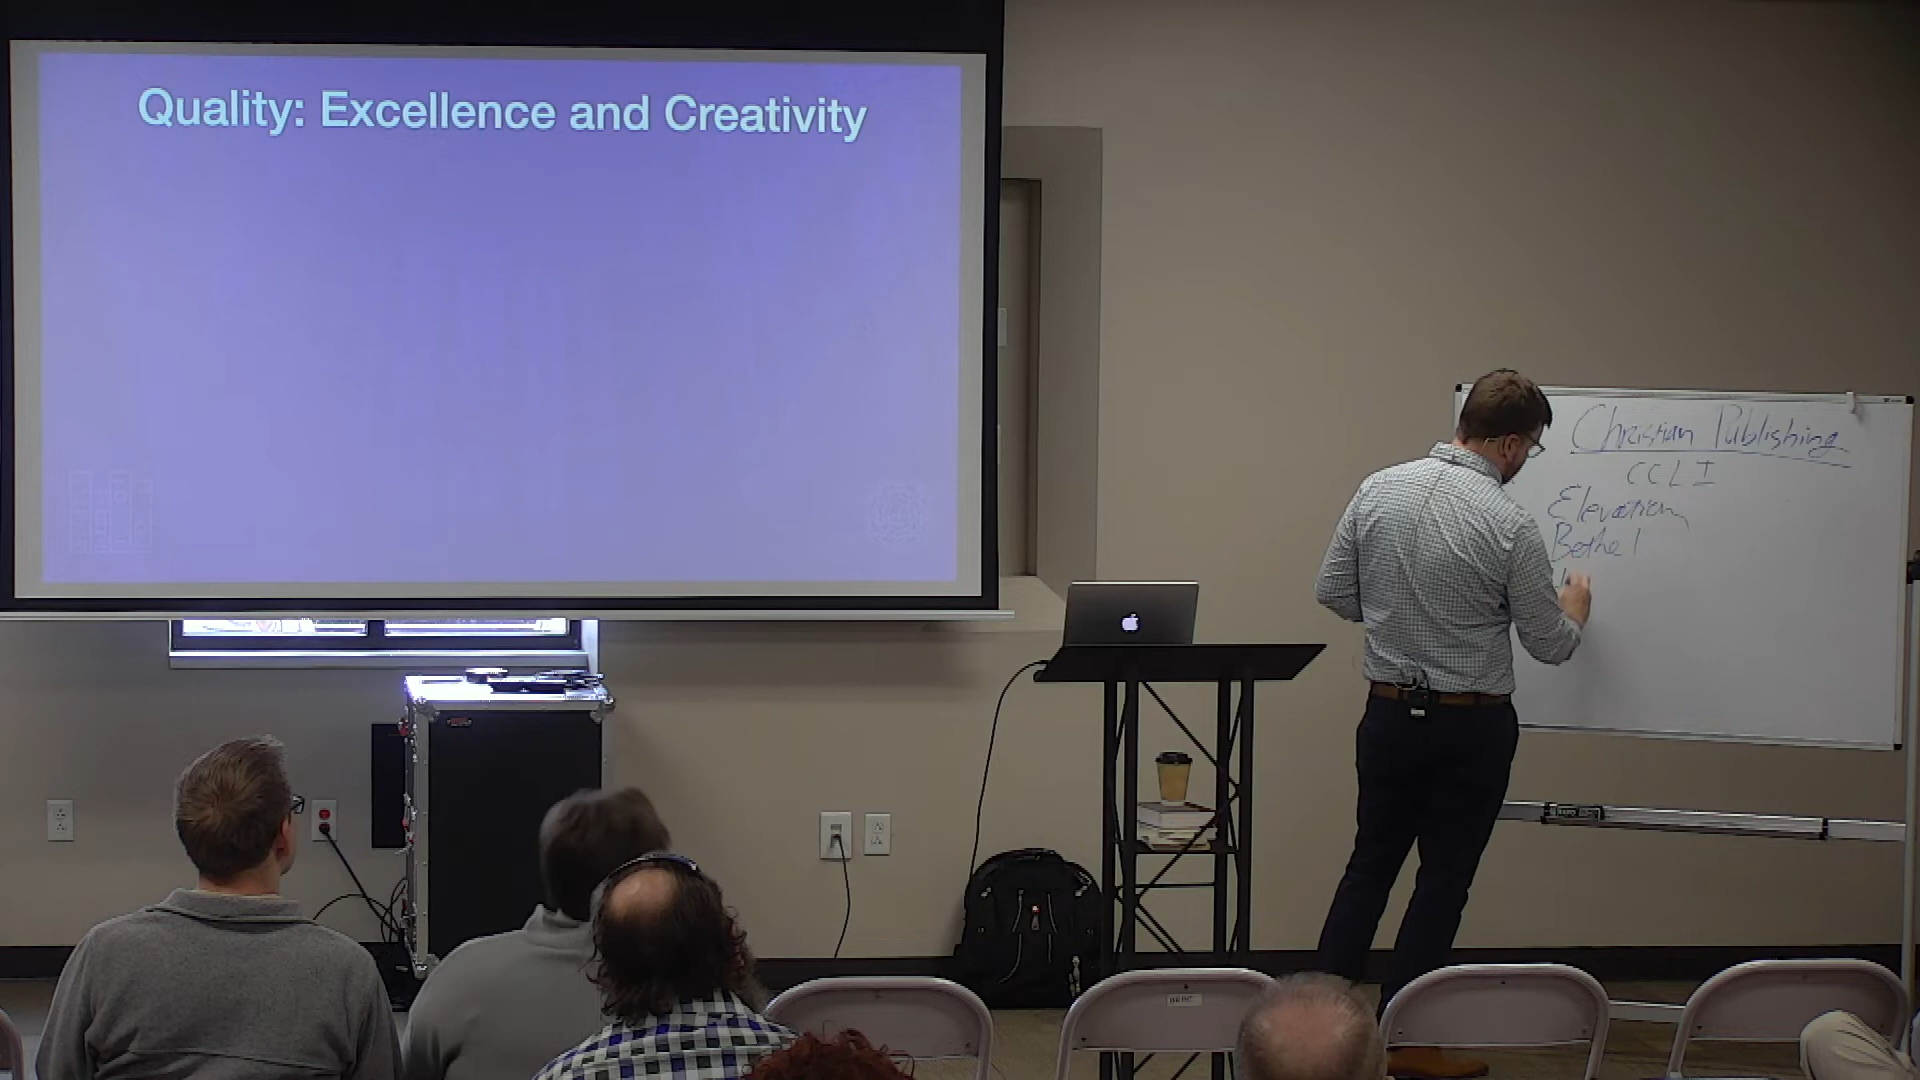 Quality: Excellence and Creativity
Christian Publishing
CCLI
Elevation
Bethel